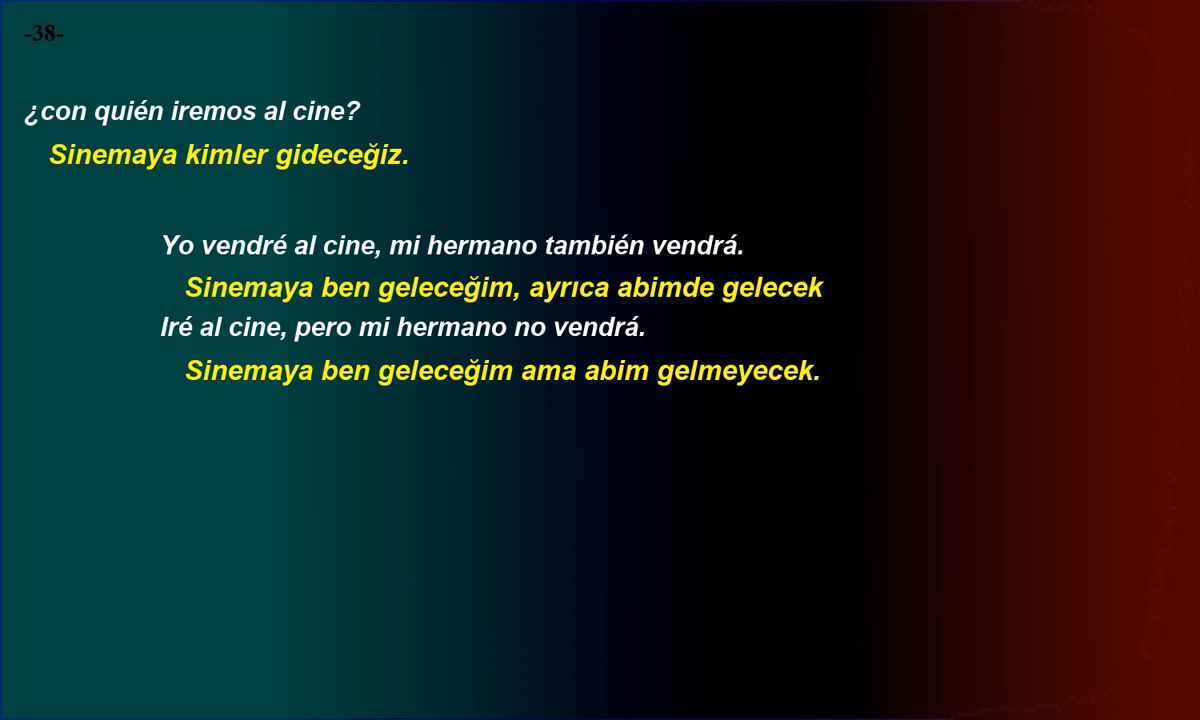 -38-
¿con quién iremos al cine?
Sinemaya kimler gideceğiz.
Yo vendré al cine, mi hermano también vendrá.
Sinemaya ben geleceğim, ayrıca abimde gelecek
Iré al cine, pero mi hermano no vendrá.
Sinemaya ben geleceğim ama abim gelmeyecek.